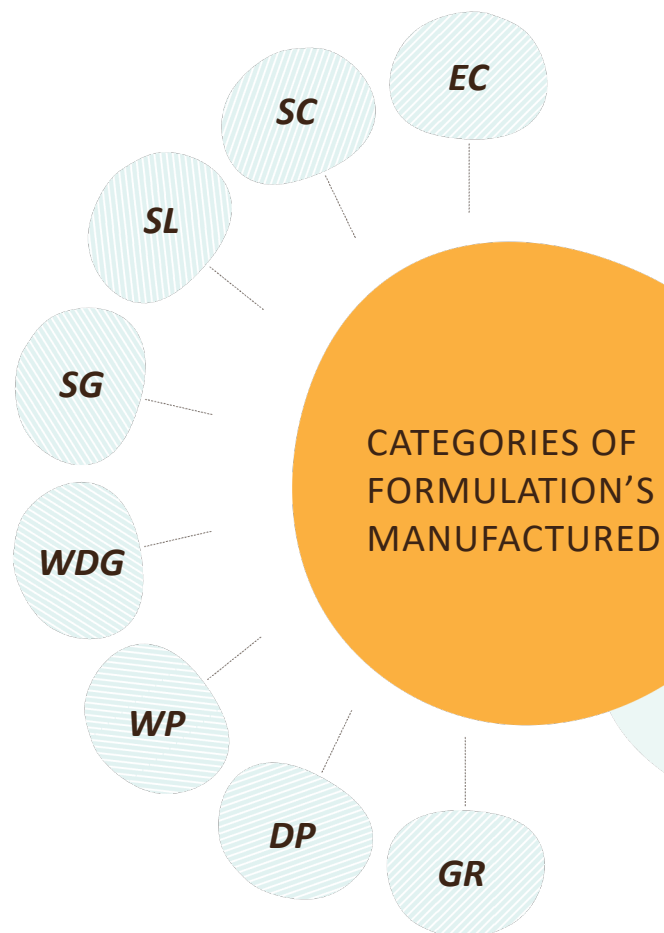 EC
SC
SL
SG
WDG
WP
DP
GR
CATEGORIES OF
FORMULATION’S
MANUFACTURED